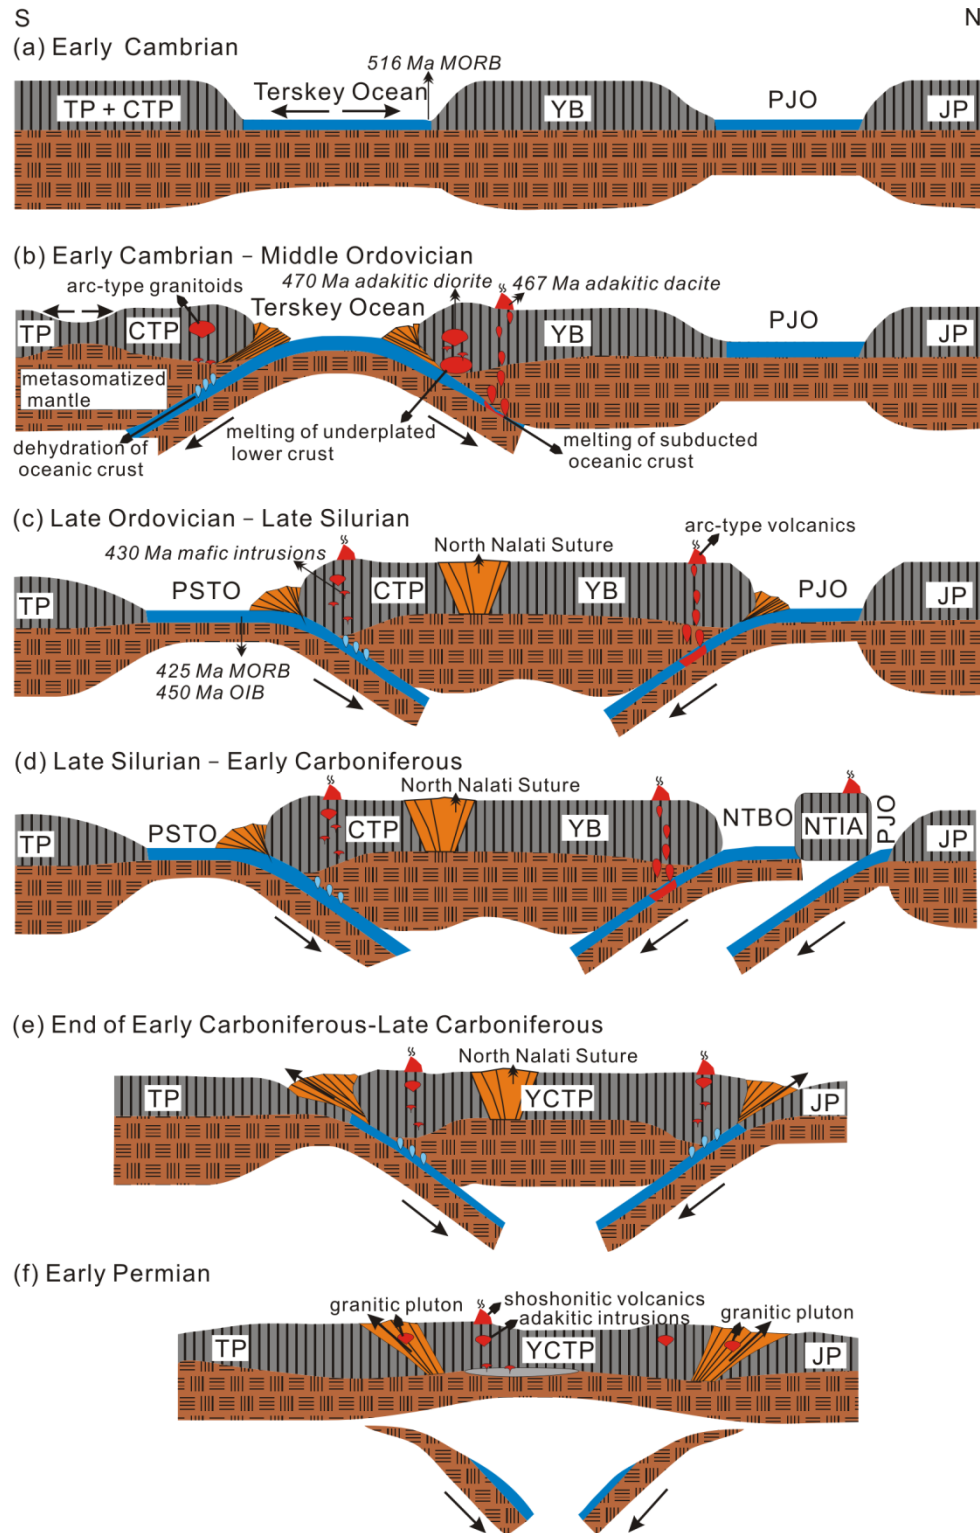 S
N
(a) Early Cambrian
516 Ma MORB
Terskey Ocean
TP + CTP
YB
PJO
JP
(b) Early Cambrian – Middle Ordovician
arc-type granitoids
470 Ma adakitic diorite
467 Ma adakitic dacite
Terskey Ocean
TP
CTP
YB
PJO
JP
metasomatized
mantle
dehydration of
oceanic crust
melting of underplated
lower crust
melting of subducted
oceanic crust
(c) Late Ordovician – Late Silurian
430 Ma mafic intrusions
North Nalati Suture
arc-type volcanics
TP
PSTO
CTP
YB
PJO
JP
425 Ma MORB
450 Ma OIB
(d) Late Silurian – Early Carboniferous
North Nalati Suture
TP
PSTO
CTP
YB
NTBO
NTIA
PJO
JP
(e) End of Early Carboniferous-Late Carboniferous
North Nalati Suture
TP
YCTP
JP
(f) Early Permian
granitic pluton
shoshonitic volcanics
adakitic intrusions
granitic pluton
TP
YCTP
JP